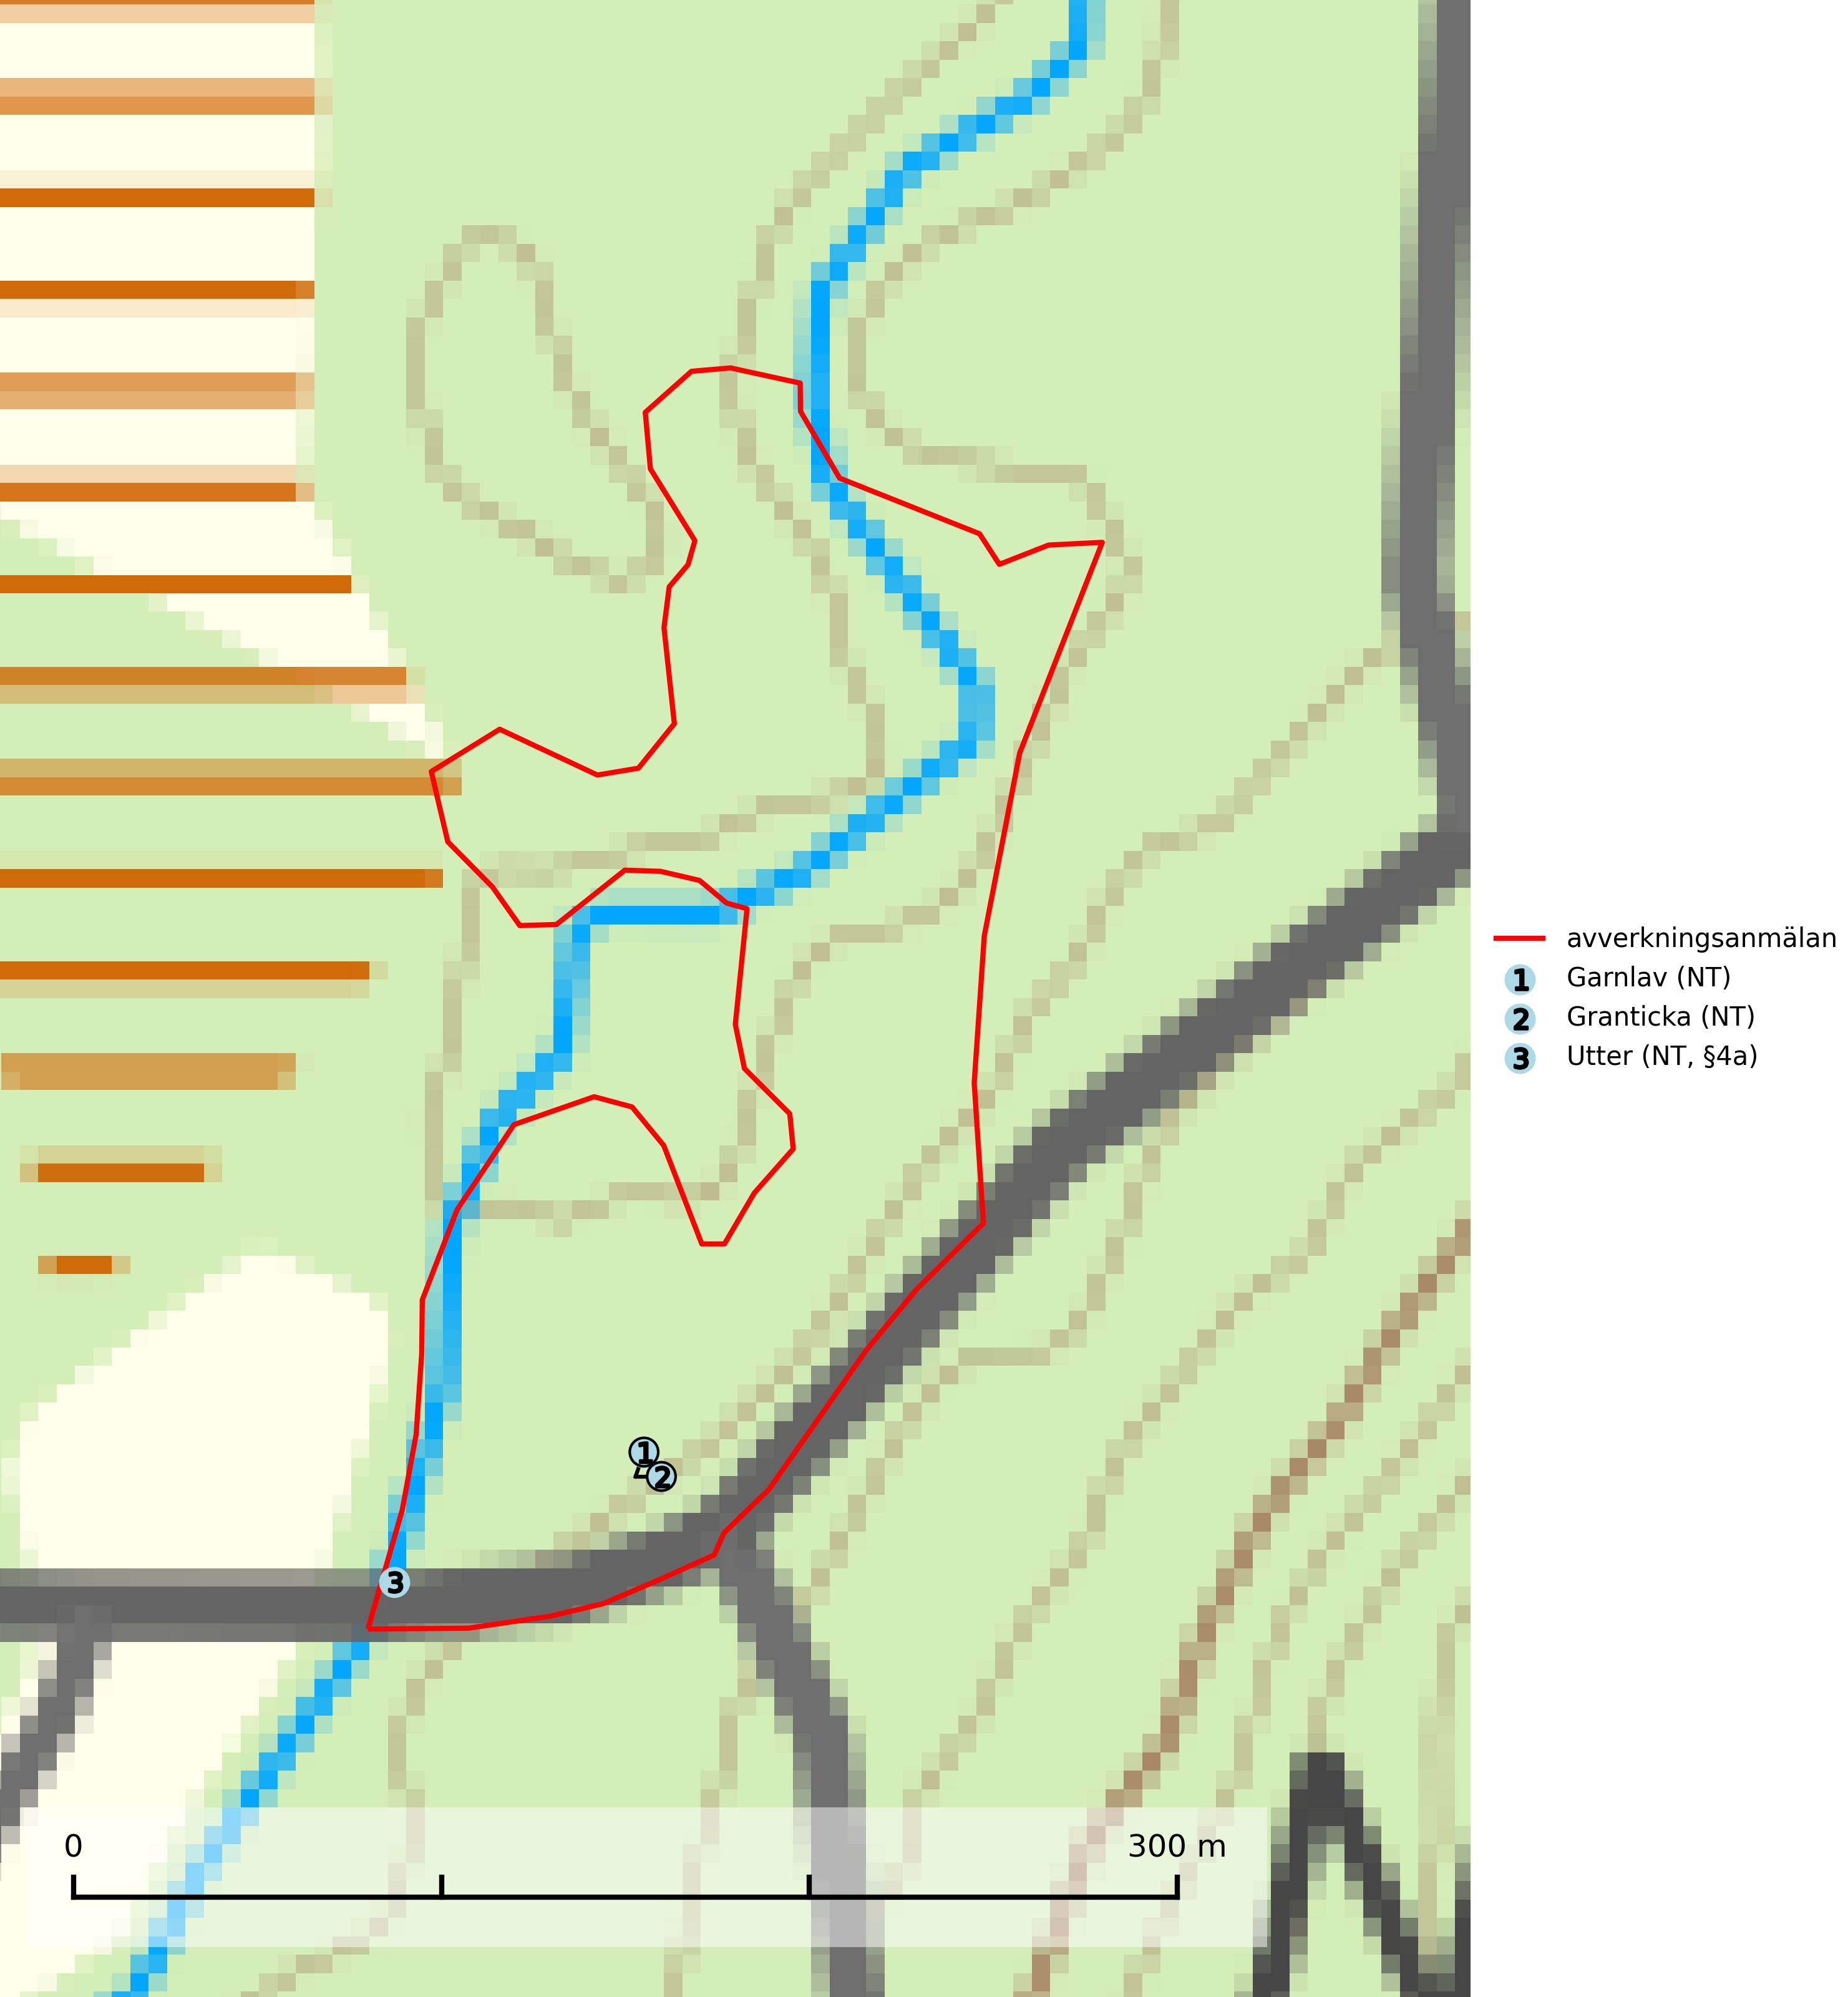 avverkningsanmälan
1 Garnlav (NT)
2 Granticka (NT)
3 Utter (NT, §4a)
1
2
3
0 300 m